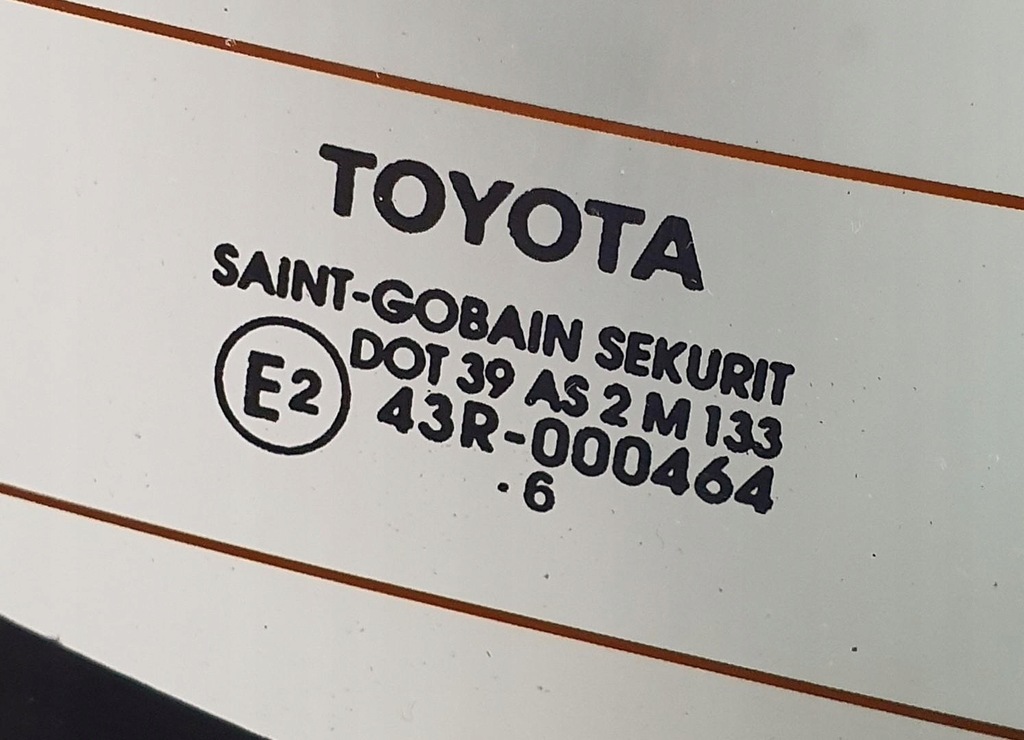 TOYOTA
SAINT-GOBAIN SEKURIT
E2 DOT 39 AS 2 M 133
43R-000464
. 6